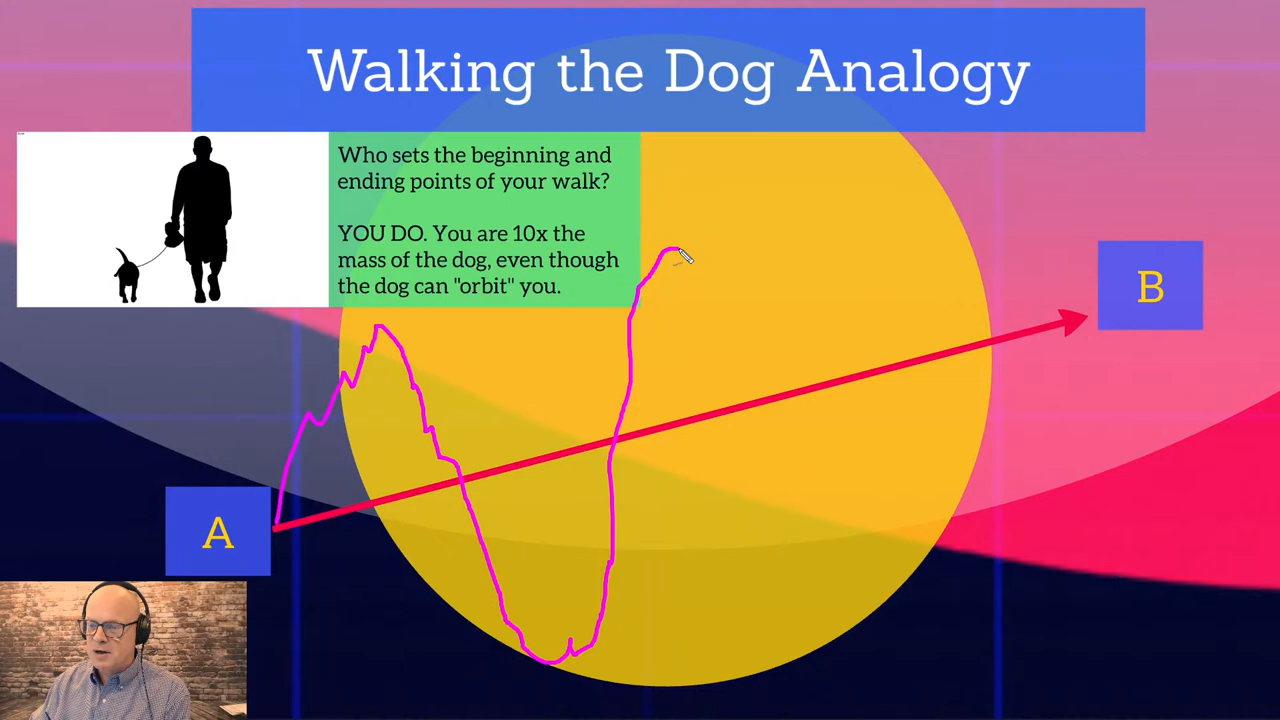 Walking the Dog Analogy
Who sets the beginning and
ending points of your walk?
YOU DO. You are 10x the
mass of the dog, even though
the dog can "orbit" you.
B
A